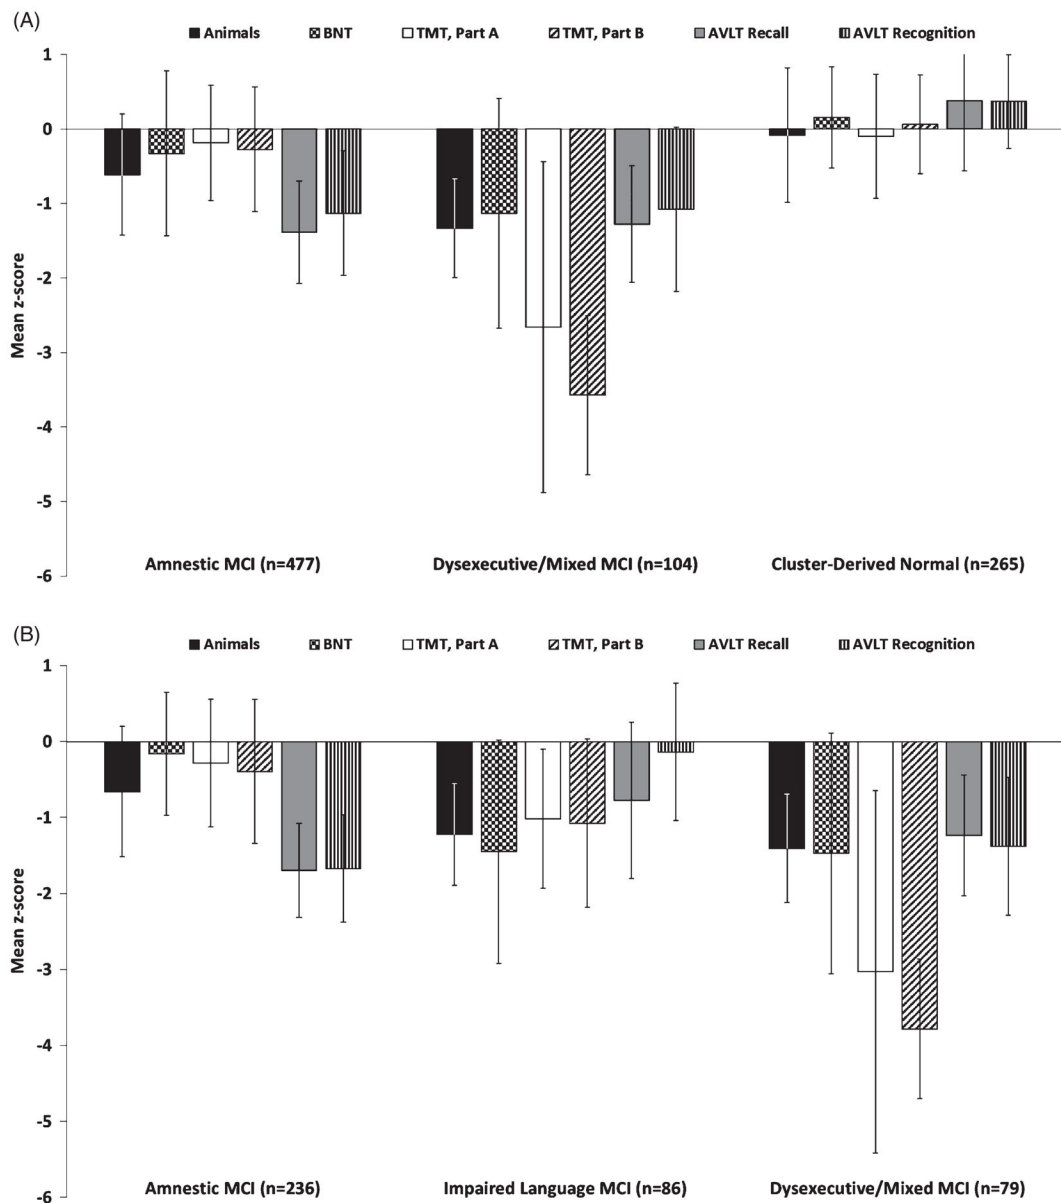 (A)
Animals BNT TMT, Part A TMT, Part B AVLT Recall AVLT Recognition
1
0
-1
-2
-3
-4
-5
-6
Mean z-score
Amnestic MCI (n=477) Dysexecutive/Mixed MCI (n=104) Cluster-Derived Normal (n=265)
(B)
Animals BNT TMT, Part A TMT, Part B AVLT Recall AVLT Recognition
1
0
-1
-2
-3
-4
-5
-6
Mean z-score
Amnestic MCI (n=236) Impaired Language MCI (n=86) Dysexecutive/Mixed MCI (n=79)